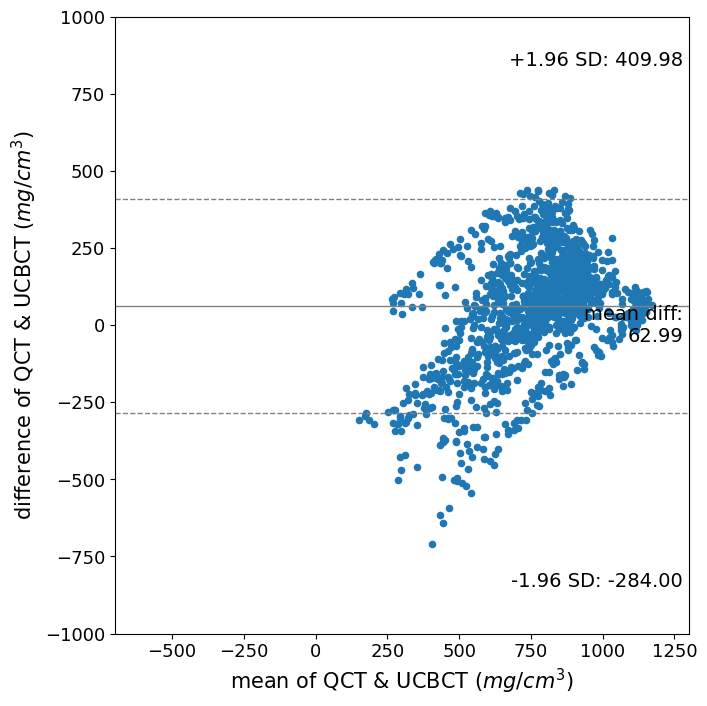 1000
+1.96 SD: 409.98
750
500
250
mean diff:
0
62.99
−250
−500
−750
-1.96 SD: -284.00
−1000
difference of QCT & UCBCT (mg/cm³)
−500 −250 0 250 500 750 1000 1250
mean of QCT & UCBCT (mg/cm³)